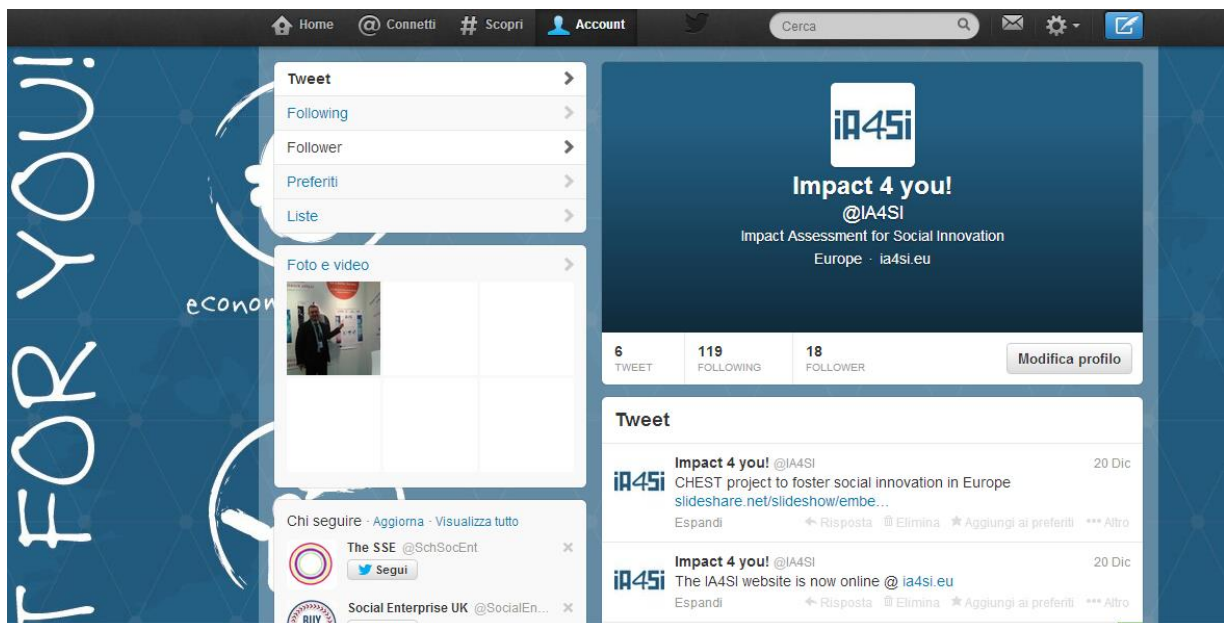 Home @ Connetti # Scopri Account Cerca
T FOR YOU!
econom
Tweet
Following
Follower
Preferiti
Liste
Foto e video
Chi seguire · Aggiorna · Visualizza tutto
The SSE @SchSocEnt
Segui
Social Enterprise UK @SocialEn...
BUY
iA4Si
Impact 4 you!
@IA4SI
Impact Assessment for Social Innovation
Europe · ia4si.eu
6 119 18
TWEET FOLLOWING FOLLOWER
Modifica profilo
Tweet
iA4Si
Impact 4 you! @IA4SI 20 Dic
CHEST project to foster social innovation in Europe
slideshare.net/slideshow/embe...
Espandi Risposta Elimina Aggiungi ai preferiti Altro
iA4Si
Impact 4 you! @IA4SI 20 Dic
The IA4SI website is now online @ ia4si.eu
Espandi Risposta Elimina Aggiungi ai preferiti Altro